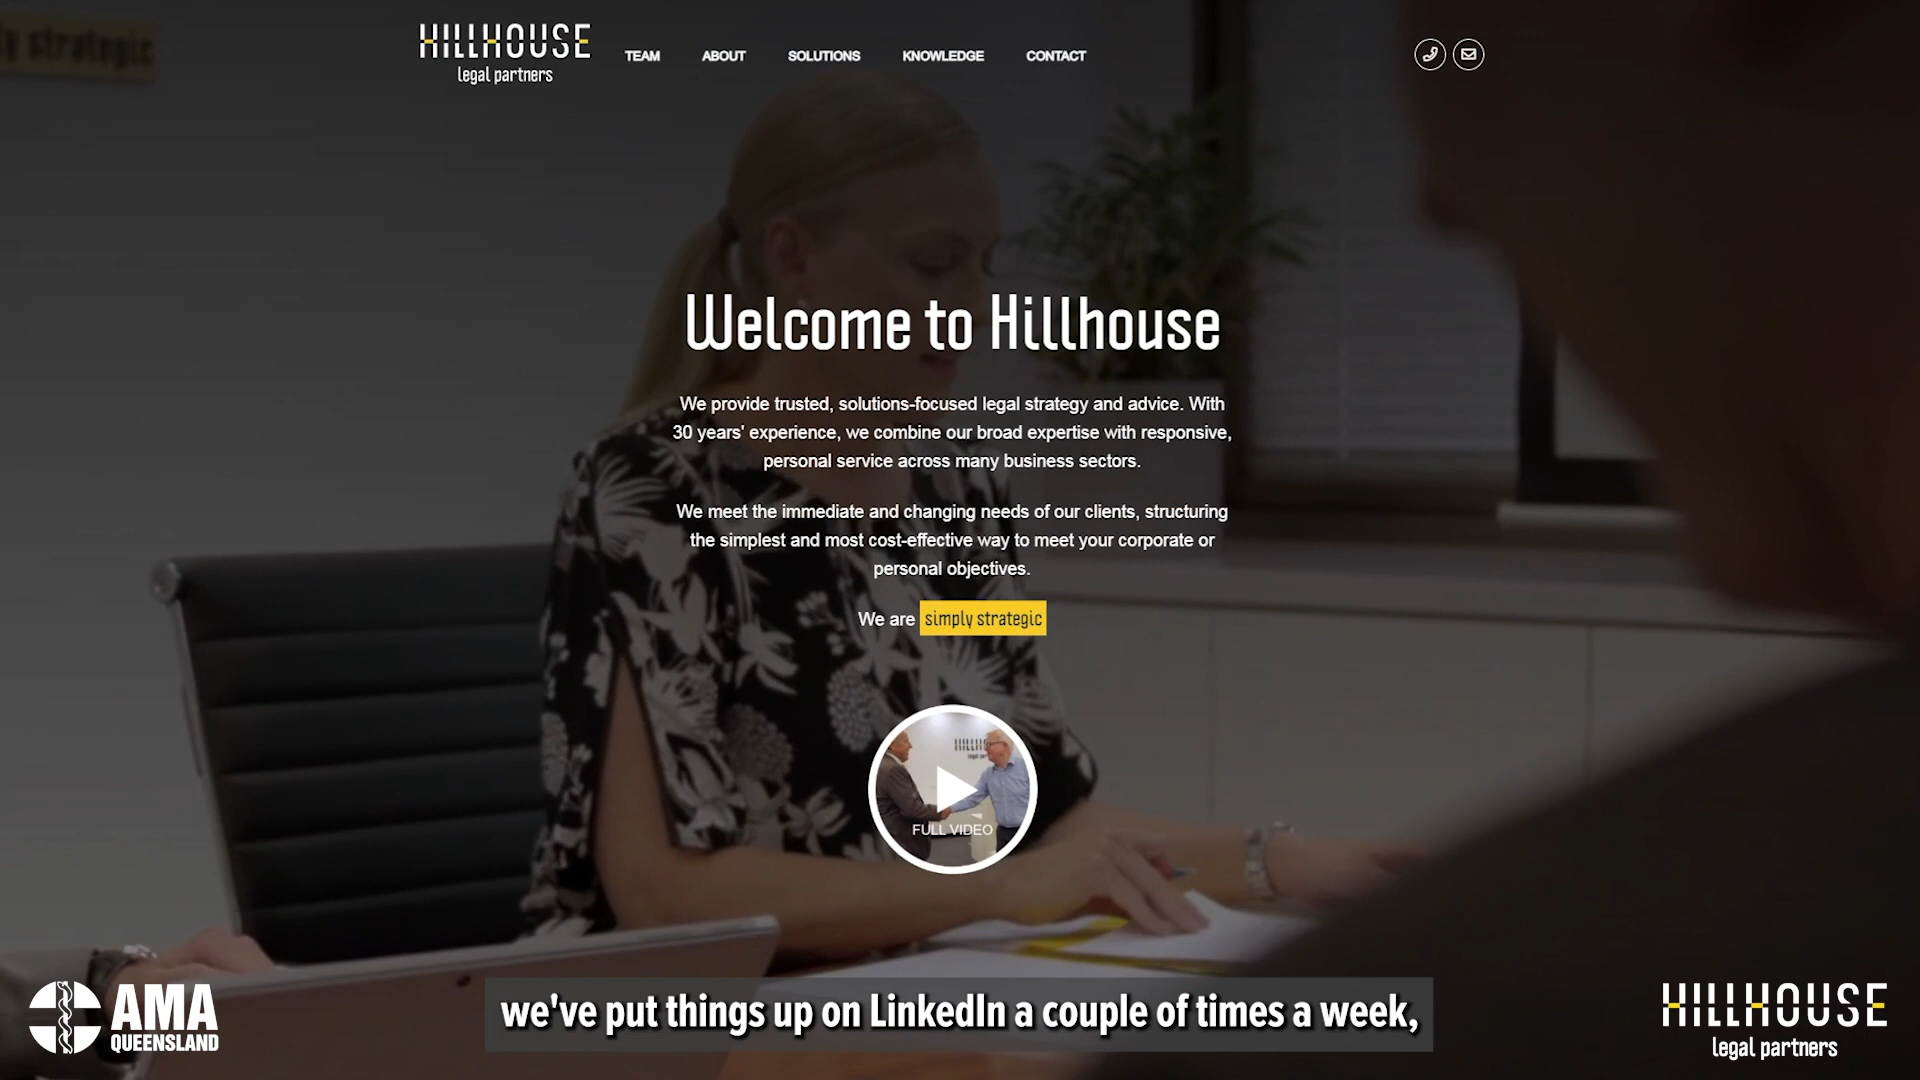 ly strategic
HILLHOUSE
legal partners
TEAM
ABOUT
SOLUTIONS
KNOWLEDGE
CONTACT
Welcome to Hillhouse
We provide trusted, solutions-focused legal strategy and advice. With
30 years' experience, we combine our broad expertise with responsive,
personal service across many business sectors.
We meet the immediate and changing needs of our clients, structuring
the simplest and most cost-effective way to meet your corporate or
personal objectives.
We are simply strategic
FULL VIDEO
we've put things up on LinkedIn a couple of times a week,
AMA
QUEENSLAND
HILLHOUSE
legal partners